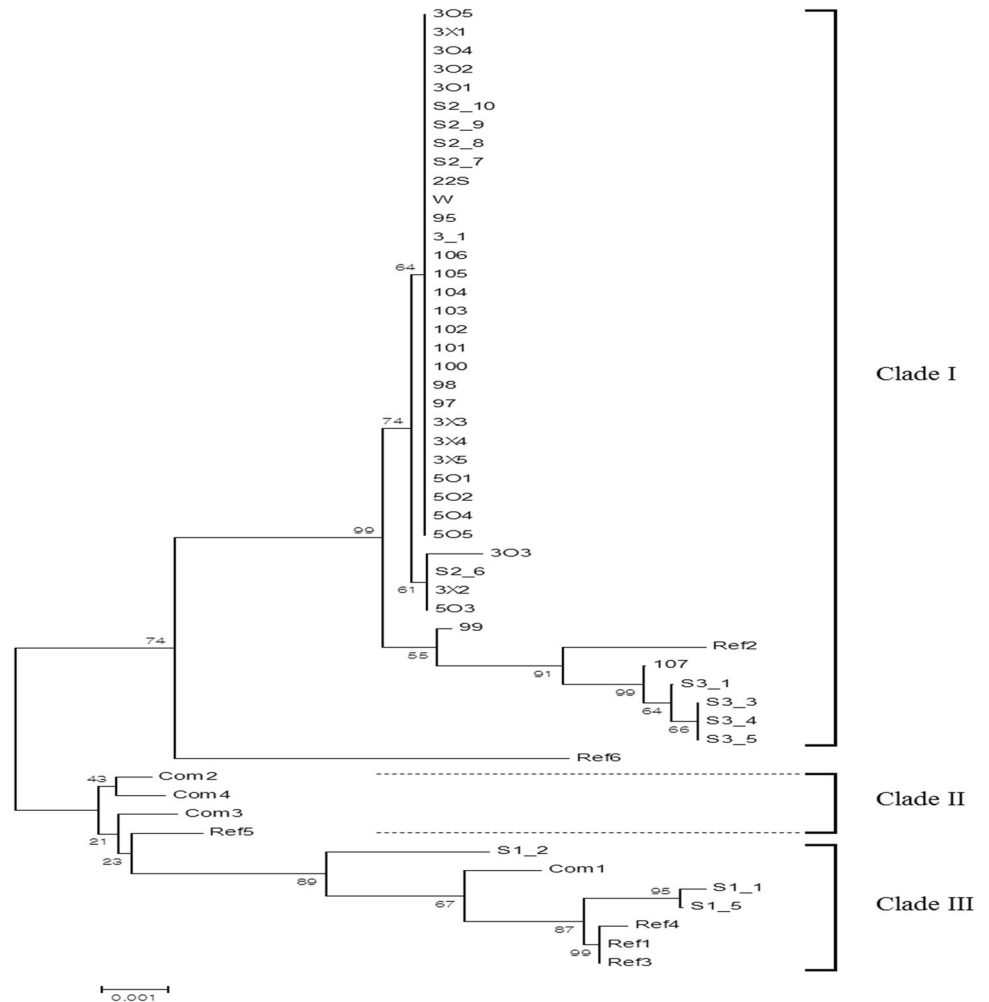 3O5
3X1
3O4
3O2
3O1
S2_10
S2_9
S2_8
S2_7
22S
W
95
3_1
106
64
105
104
103
102
101
100
Clade I
98
97
74
3X3
3X4
3X5
5O1
5O2
5O4
99
5O5
3O3
S2_6
61
3X2
5O3
99
74
Ref2
55
107
91
S3_1
99
S3_3
64
S3_4
66
S3_5
Ref6
43
Com2
Com4
Clade II
Com3
21
Ref5
23
S1_2
Com1
89
95
S1_1
67
S1_5
Clade III
Ref4
87
Ref1
99
Ref3
0.001